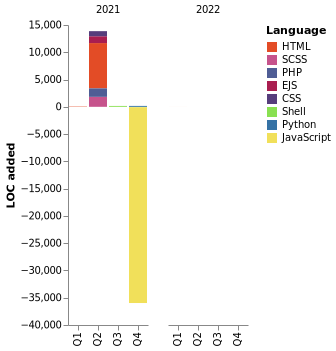 2021
2022
15,000
10,000
5,000
0
−5,000
−10,000
−15,000
−20,000
−25,000
−30,000
−35,000
−40,000
LOC added
Q1
Q2
Q3
Q4
Q1
Q2
Q3
Q4
Language
HTML
SCSS
PHP
EJS
CSS
Shell
Python
JavaScript